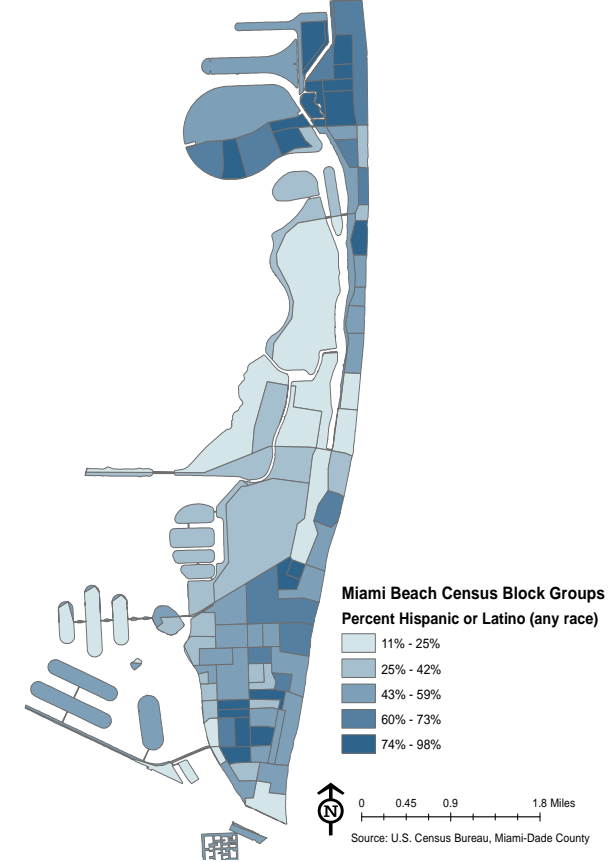 Miami Beach Census Block Groups
Percent Hispanic or Latino (any race)
11% - 25%
25% - 42%
43% - 59%
60% - 73%
74% - 98%
N
0 0.45 0.9 1.8 Miles
Source: U.S. Census Bureau, Miami-Dade County